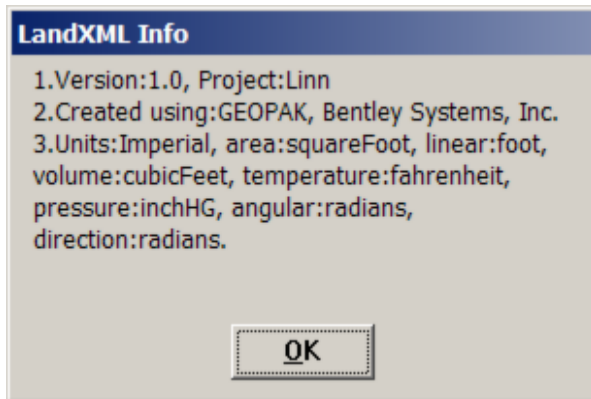 LandXML Info
1.Version:1.0, Project:Linn
2.Created using:GEOPAK, Bentley Systems, Inc.
3.Units:Imperial, area:squareFoot, linear:foot,
volume:cubicFeet, temperature:fahrenheit,
pressure:inchHG, angular:radians,
direction:radians.
OK